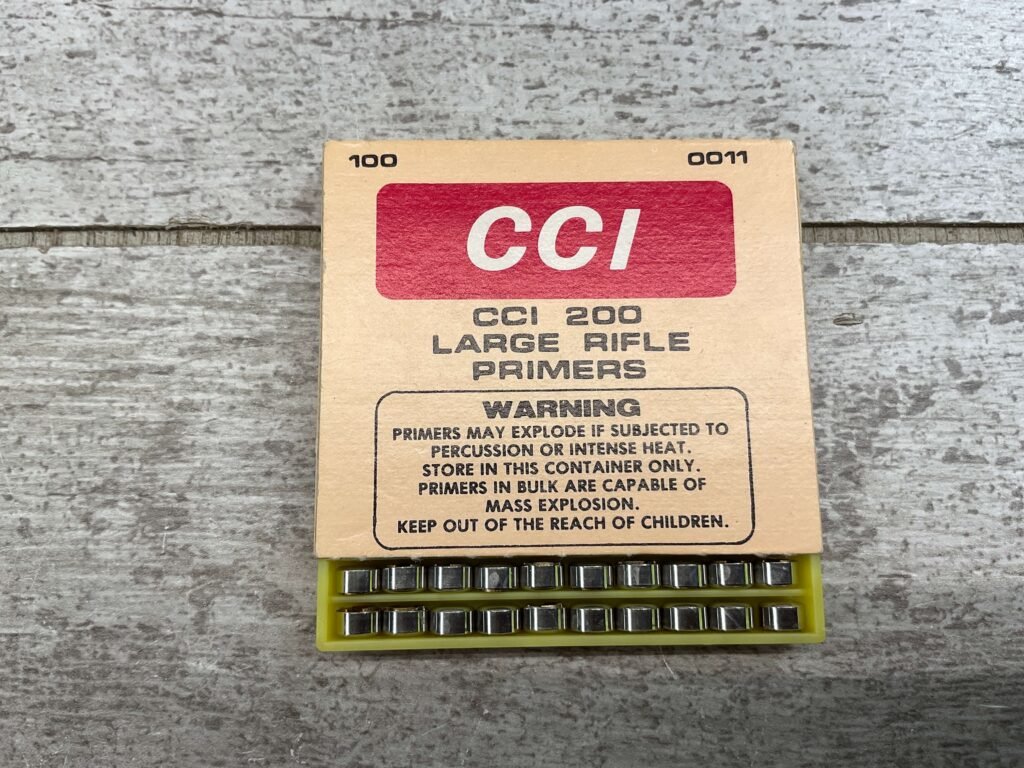 100 0011
CCI
CCI 200
LARGE RIFLE
PRIMERS
WARNING
PRIMERS MAY EXPLODE IF SUBJECTED TO
PERCUSSION OR INTENSE HEAT.
STORE IN THIS CONTAINER ONLY.
PRIMERS IN BULK ARE CAPABLE OF
MASS EXPLOSION.
KEEP OUT OF THE REACH OF CHILDREN.